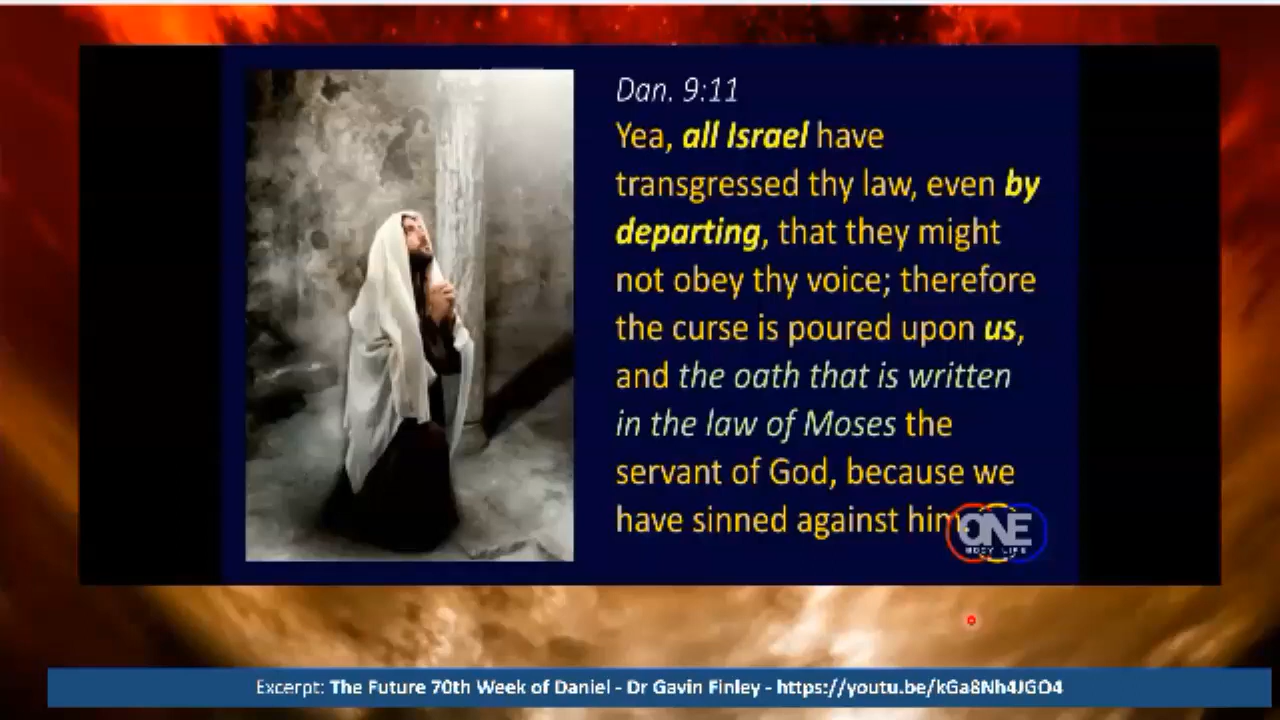 Dan. 9:11
Yea, all Israel have
transgressed thy law, even by
departing, that they might
not obey thy voice; therefore
the curse is poured upon us,
and the oath that is written
in the law of Moses the
servant of God, because we
have sinned against him
ONE
BODY LIFE
Excerpt: The Future 70th Week of Daniel - Dr Gavin Finley - https://youtu.be/kGa8Nh4JGO4